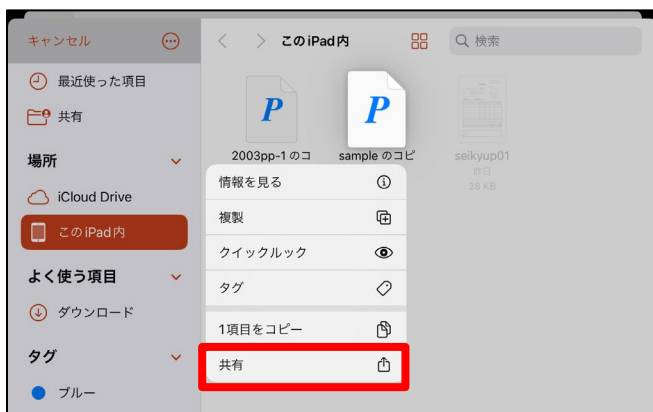 キャンセル
このiPad内
検索
最近使った項目
共有
場所
iCloud Drive
このiPad内
よく使う項目
ダウンロード
タグ
ブルー
P
P
2003pp-1 のコ
sample のコピ
seikyup01
昨日
38 KB
情報を見る
複製
クイックルック
タグ
1項目をコピー
共有